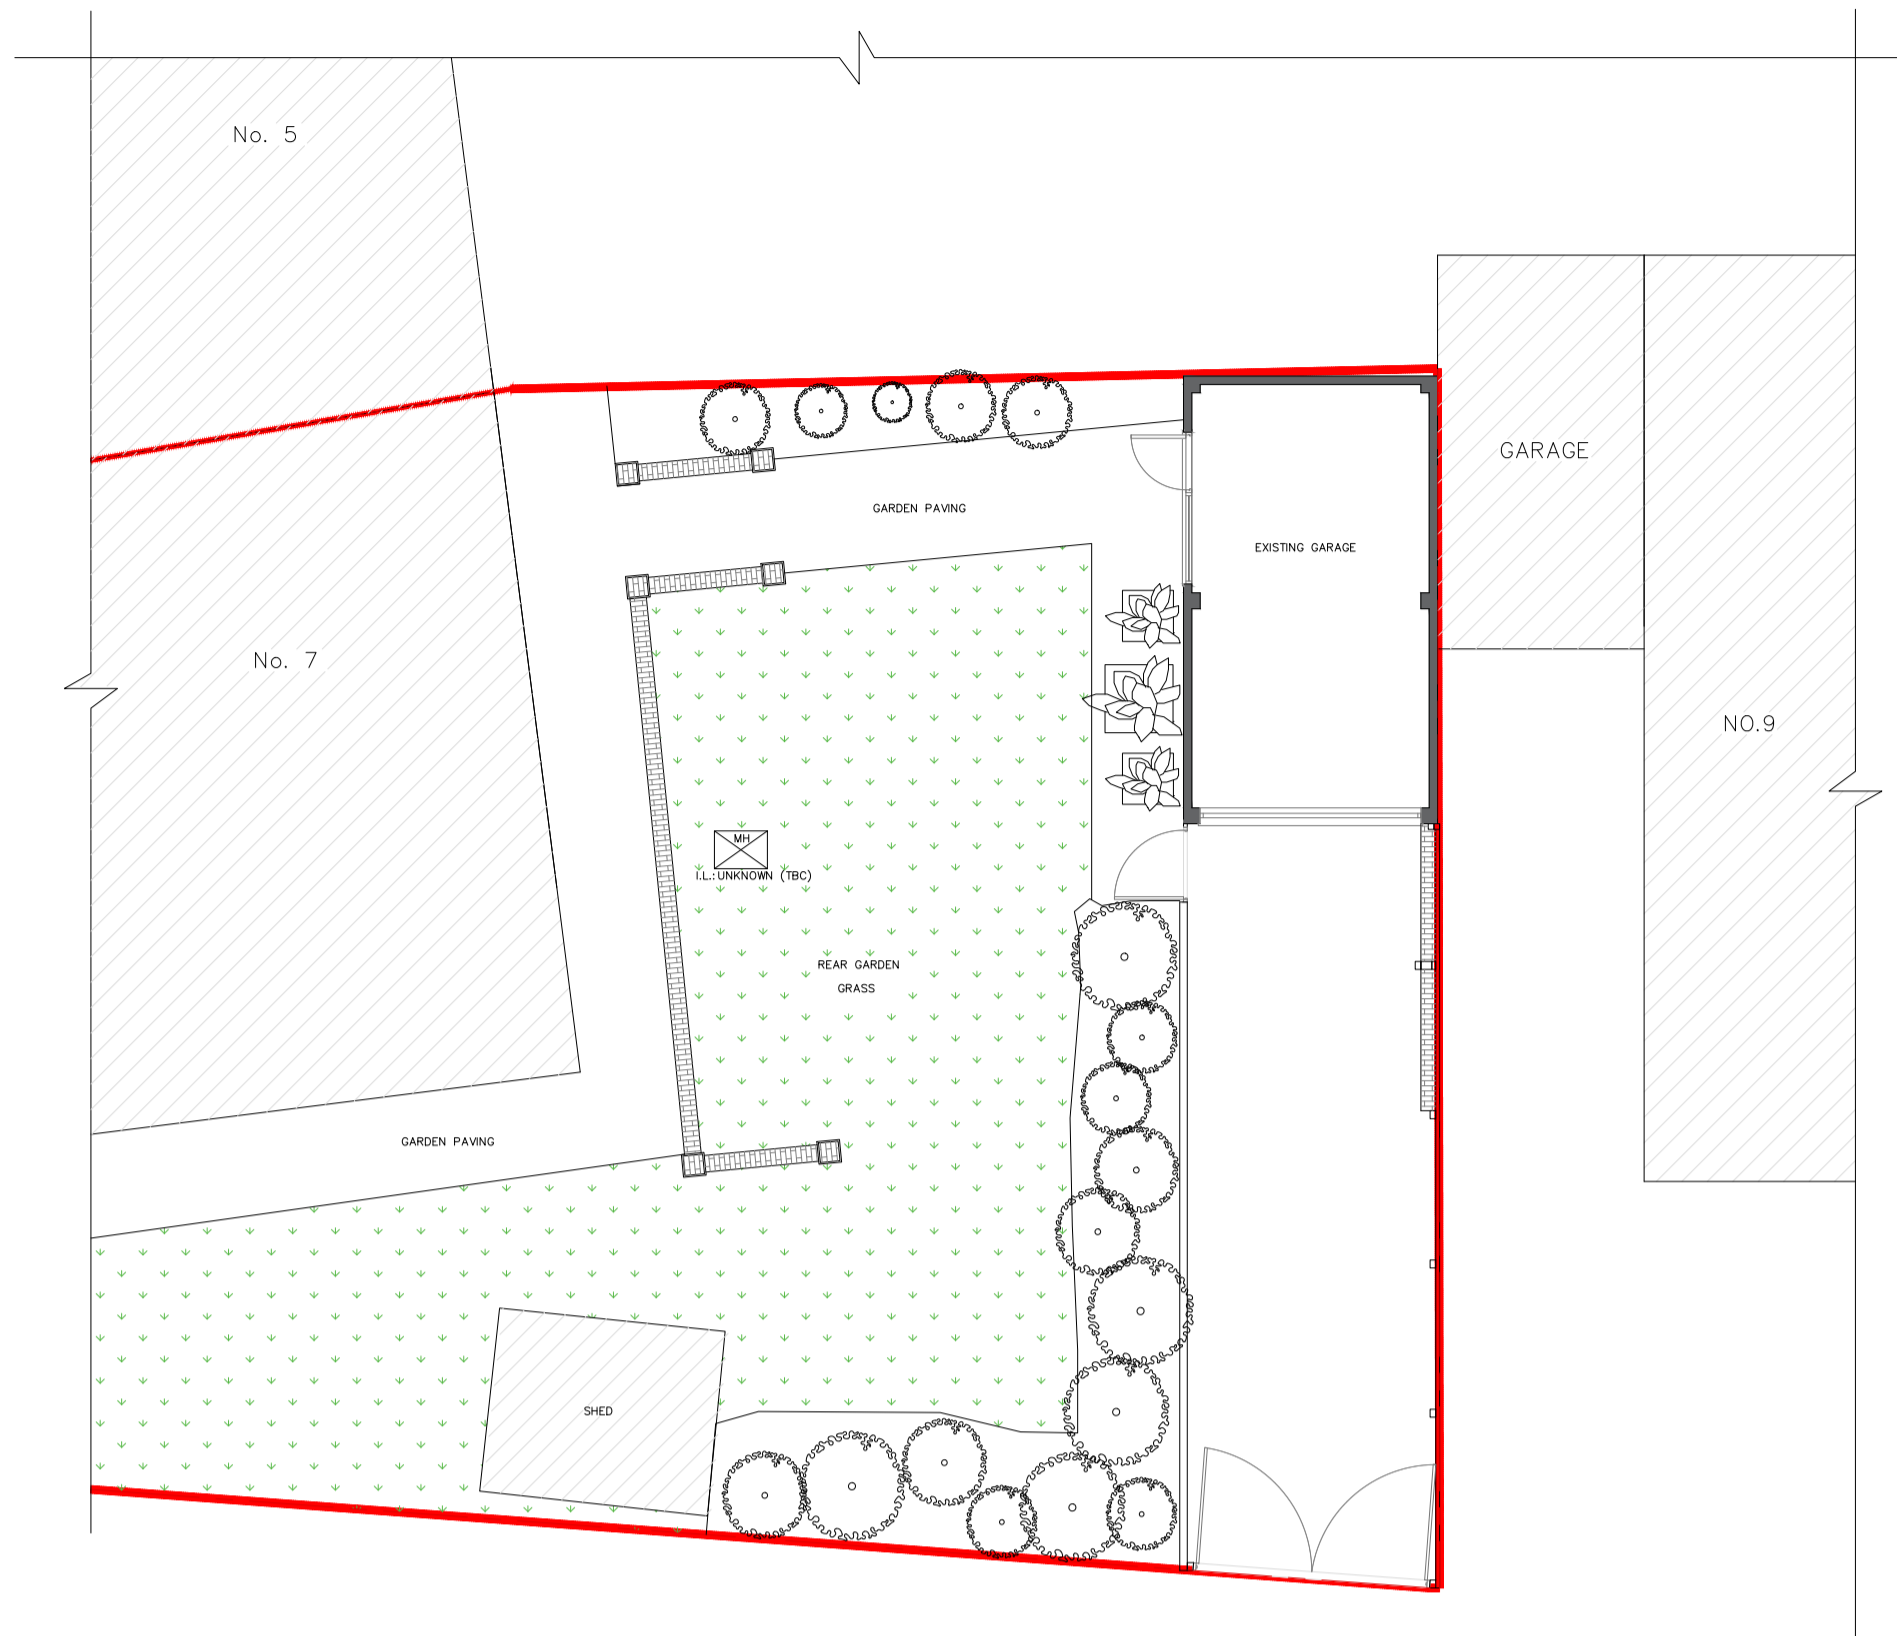 No. 5
GARAGE
GARDEN PAVING
EXISTING GARAGE
No. 7
NO.9
MH
I.L.: UNKNOWN (TBC)
REAR GARDEN
GRASS
GARDEN PAVING
SHED